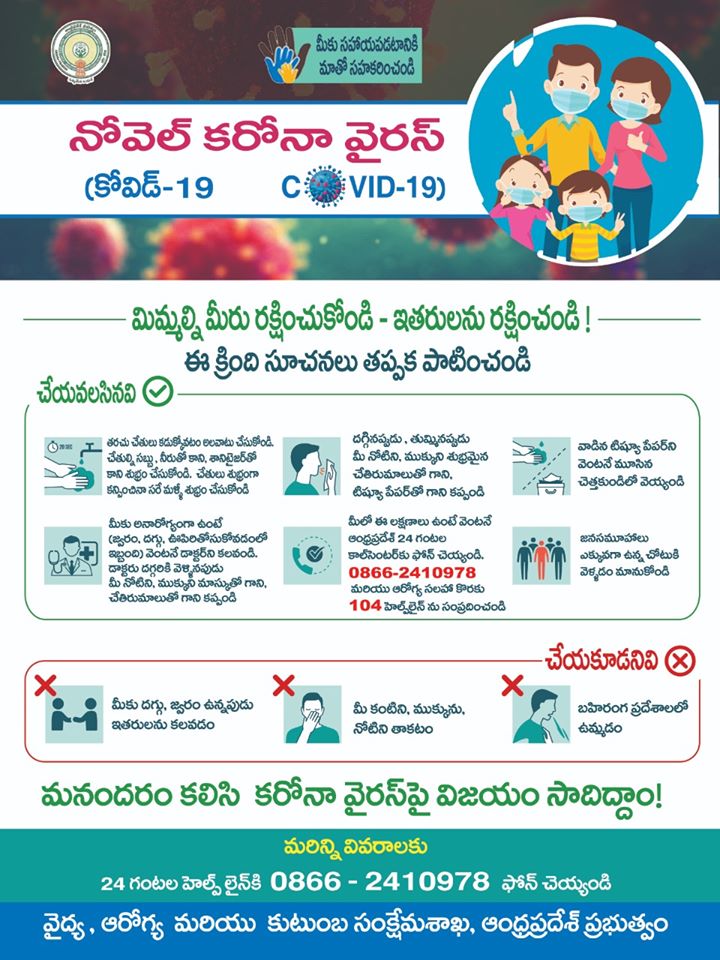 మీకు సహాయపడటానికి
మాతో సహకరించండి
నోవెల్ కరోనా వైరస్
(కోవిడ్-19 COVID-19)
మిమ్మల్ని మీరు రక్షించుకోండి - ఇతరులను రక్షించండి !
ఈ క్రింది సూచనలు తప్పక పాటించండి
చేయవలసినవి
20 SEC
తరచు చేతులు కడుక్కోవటం అలవాటు చేసుకోండి.
చేతుల్ని సబ్బు, నీరుతో కాని, శానిటైజర్‌తో
కాని శుభ్రం చేసుకోండి. చేతులు శుభ్రంగా
కన్పించినా సరే మళ్ళీ శుభ్రం చేసుకోండి
దగ్గినప్పుడు, తుమ్మినప్పుడు
మీ నోటిని, ముక్కుని శుభ్రమైన
చేతిరుమాలుతో గాని,
టిష్యూ పేపర్‌తో గాని కప్పండి
వాడిన టిష్యూ పేపర్‌ని
వెంటనే మూసిన
చెత్తకుండిలో వెయ్యండి
మీకు అనారోగ్యంగా ఉంటే
(జ్వరం, దగ్గు, ఊపిరితోసుకోవడంలో
ఇబ్బంది) వెంటనే డాక్టర్‌ని కలవండి.
డాక్టరు దగ్గరికి వెళ్ళినపుడు
మీ నోటిని, ముక్కుని మాస్కుతో గాని,
చేతిరుమాలుతో గాని కప్పండి
మీలో ఈ లక్షణాలు ఉంటే వెంటనే
ఆంధ్రప్రదేశ్ 24 గంటల
కాల్‌సెంటర్‌కు ఫోన్ చెయ్యండి.
0866-2410978
మరియు ఆరోగ్య సలహా కొరకు
104 హెల్ప్‌లైన్ ను సంప్రదించండి
జనసమూహాలు
ఎక్కువగా ఉన్న చోటుకి
వెళ్ళడం మానుకోండి
చేయకూడనివి
మీకు దగ్గు, జ్వరం ఉన్నపుడు
ఇతరులను కలవడం
మీ కంటిని, ముక్కును,
నోటిని తాకటం
బహిరంగ ప్రదేశాలలో
ఉమ్మడం
మనందరం కలిసి కరోనా వైరస్‌పై విజయం సాదిద్దాం!
మరిన్ని వివరాలకు
24 గంటల హెల్ప్ లైన్‌కి 0866 - 2410978 ఫోన్ చెయ్యండి
వైద్య, ఆరోగ్య మరియు కుటుంబ సంక్షేమశాఖ, ఆంధ్రప్రదేశ్ ప్రభుత్వం